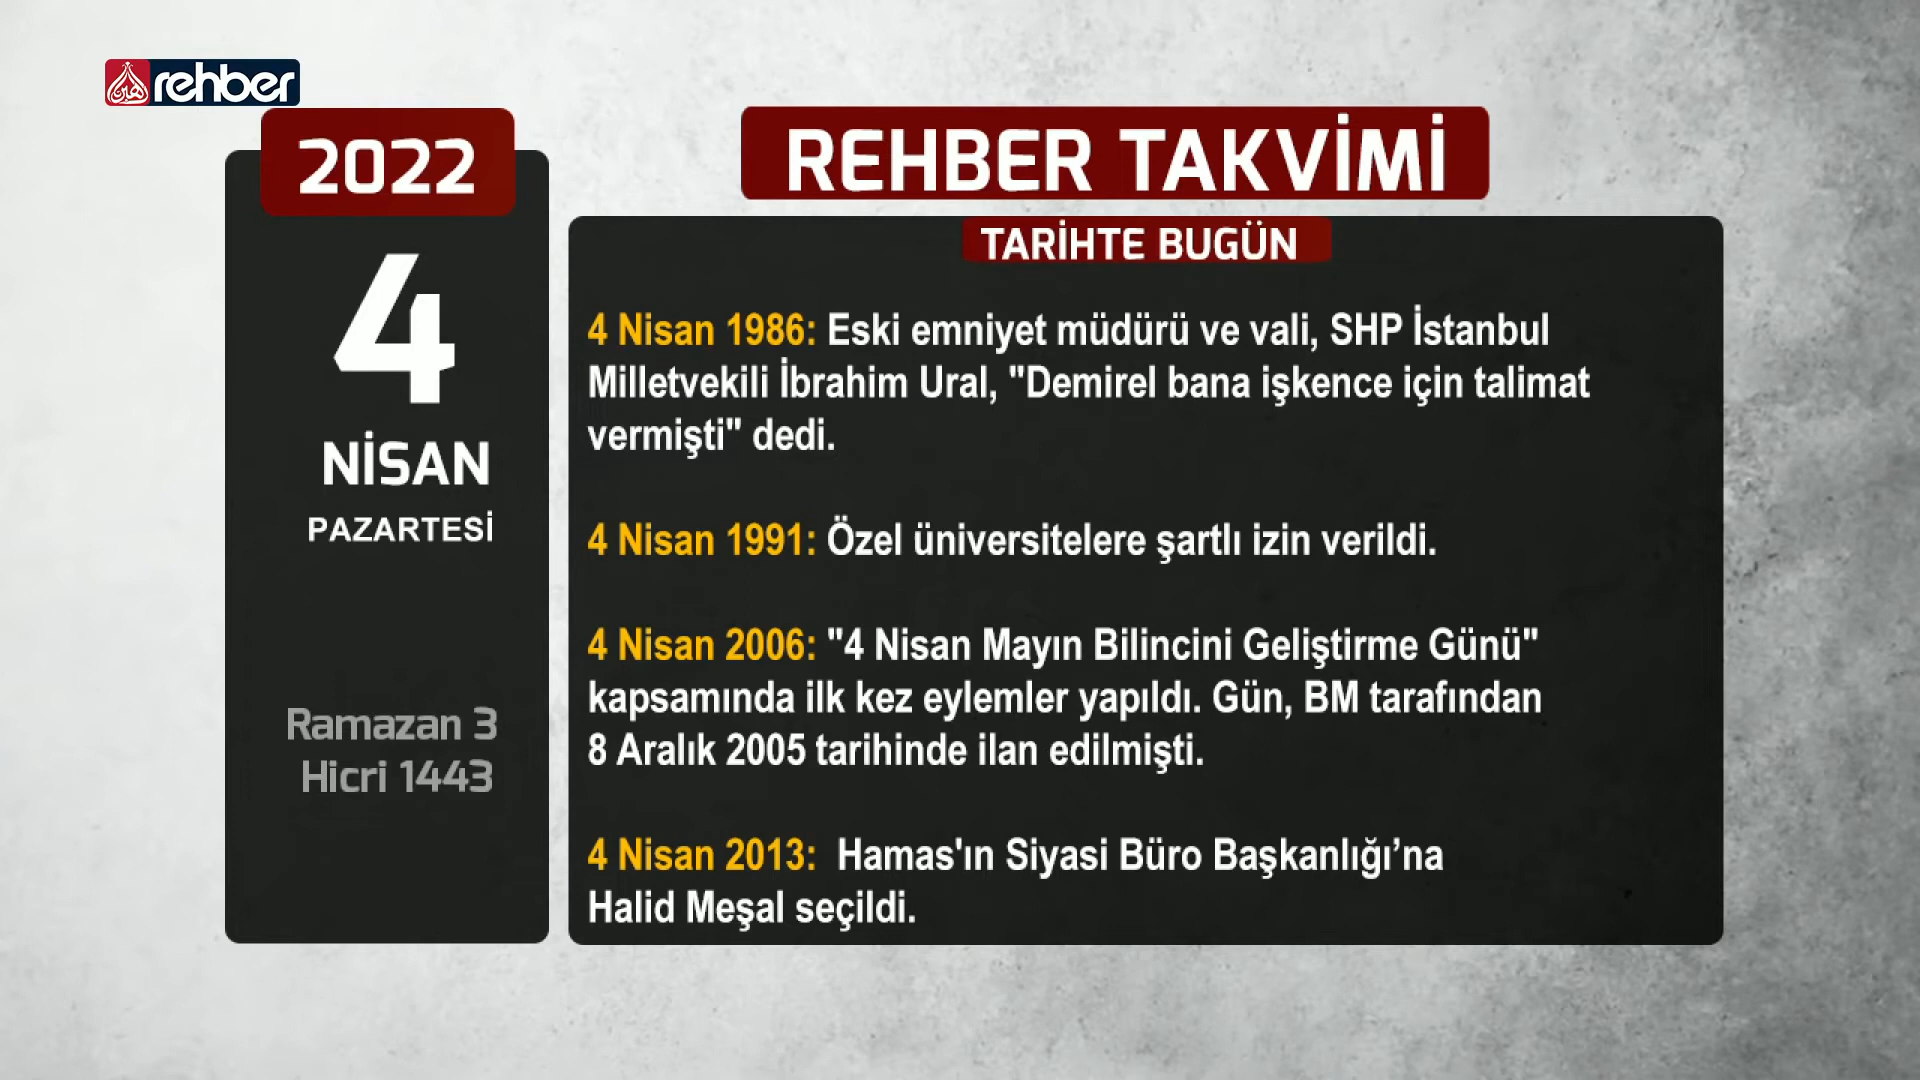 rehber
2022
4
NİSAN
PAZARTESİ
Ramazan 3
Hicri 1443
REHBER TAKVİMİ
TARİHTE BUGÜN
4 Nisan 1986: Eski emniyet müdürü ve vali, SHP İstanbul
Milletvekili İbrahim Ural, "Demirel bana işkence için talimat
vermişti" dedi.
4 Nisan 1991: Özel üniversitelere şartlı izin verildi.
4 Nisan 2006: "4 Nisan Mayın Bilincini Geliştirme Günü"
kapsamında ilk kez eylemler yapıldı. Gün, BM tarafından
8 Aralık 2005 tarihinde ilan edilmişti.
4 Nisan 2013: Hamas'ın Siyasi Büro Başkanlığı’na
Halid Meşal seçildi.